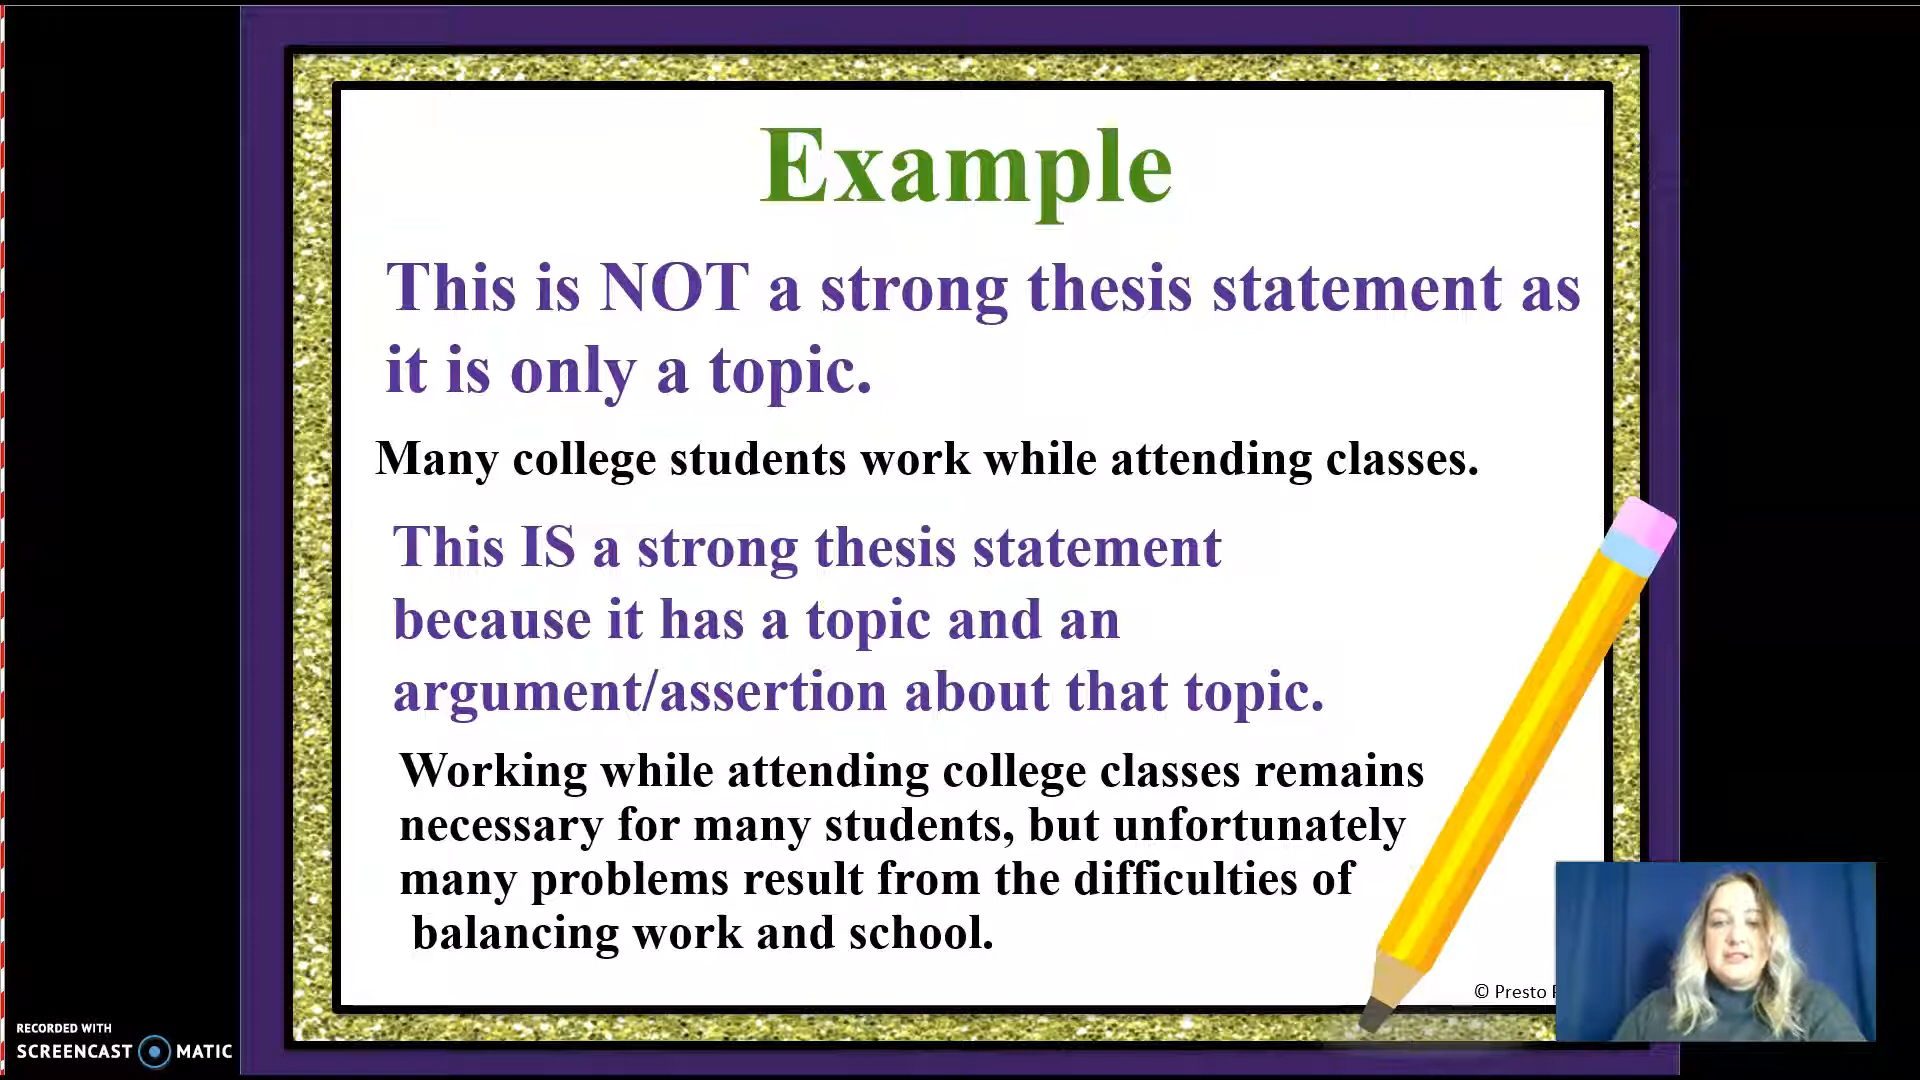 Example
This is NOT a strong thesis statement as
it is only a topic.
Many college students work while attending classes.
This IS a strong thesis statement
because it has a topic and an
argument/assertion about that topic.
Working while attending college classes remains
necessary for many students, but unfortunately
many problems result from the difficulties of
balancing work and school.
© Presto
RECORDED WITH
SCREENCAST MATIC